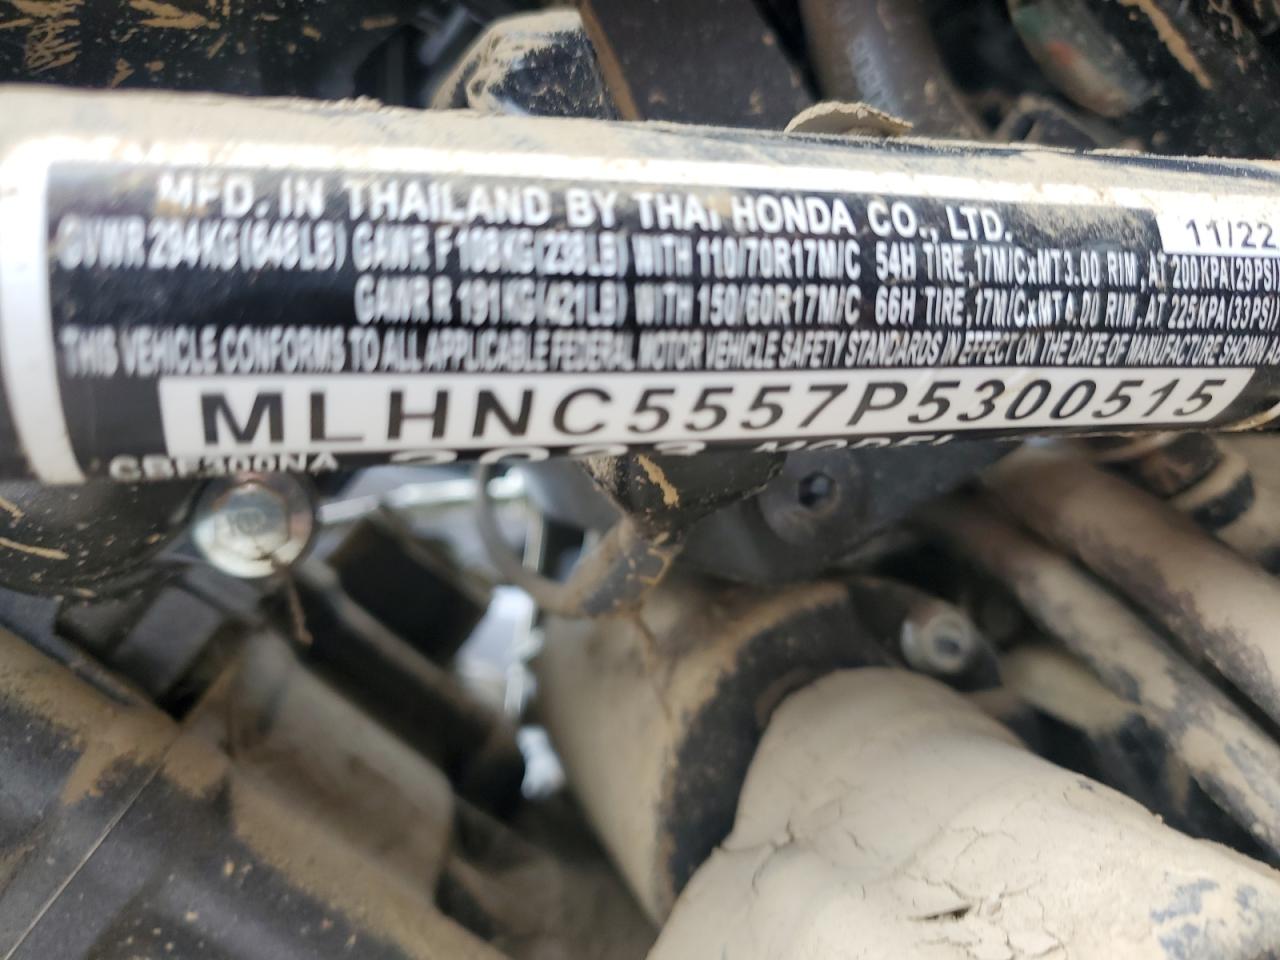 MFD. IN THAILAND BY THAI HONDA CO., LTD. 11/22
GVWR 294KG(648LB) GAWR F 108KG(238LB) WITH 110/70R17M/C 54H TIRE,17M/CxMT3.00 RIM,AT 200KPA(29PSI)
GAWR R 191KG(421LB) WITH 150/60R17M/C 66H TIRE,17M/CxMT4.00 RIM,AT 225KPA(33PSI)
THIS VEHICLE CONFORMS TO ALL APPLICABLE FEDERAL MOTOR VEHICLE SAFETY STANDARDS IN EFFECT ON THE DATE OF MANUFACTURE SHOWN
MLHNC5557P5300515
2023 MODEL